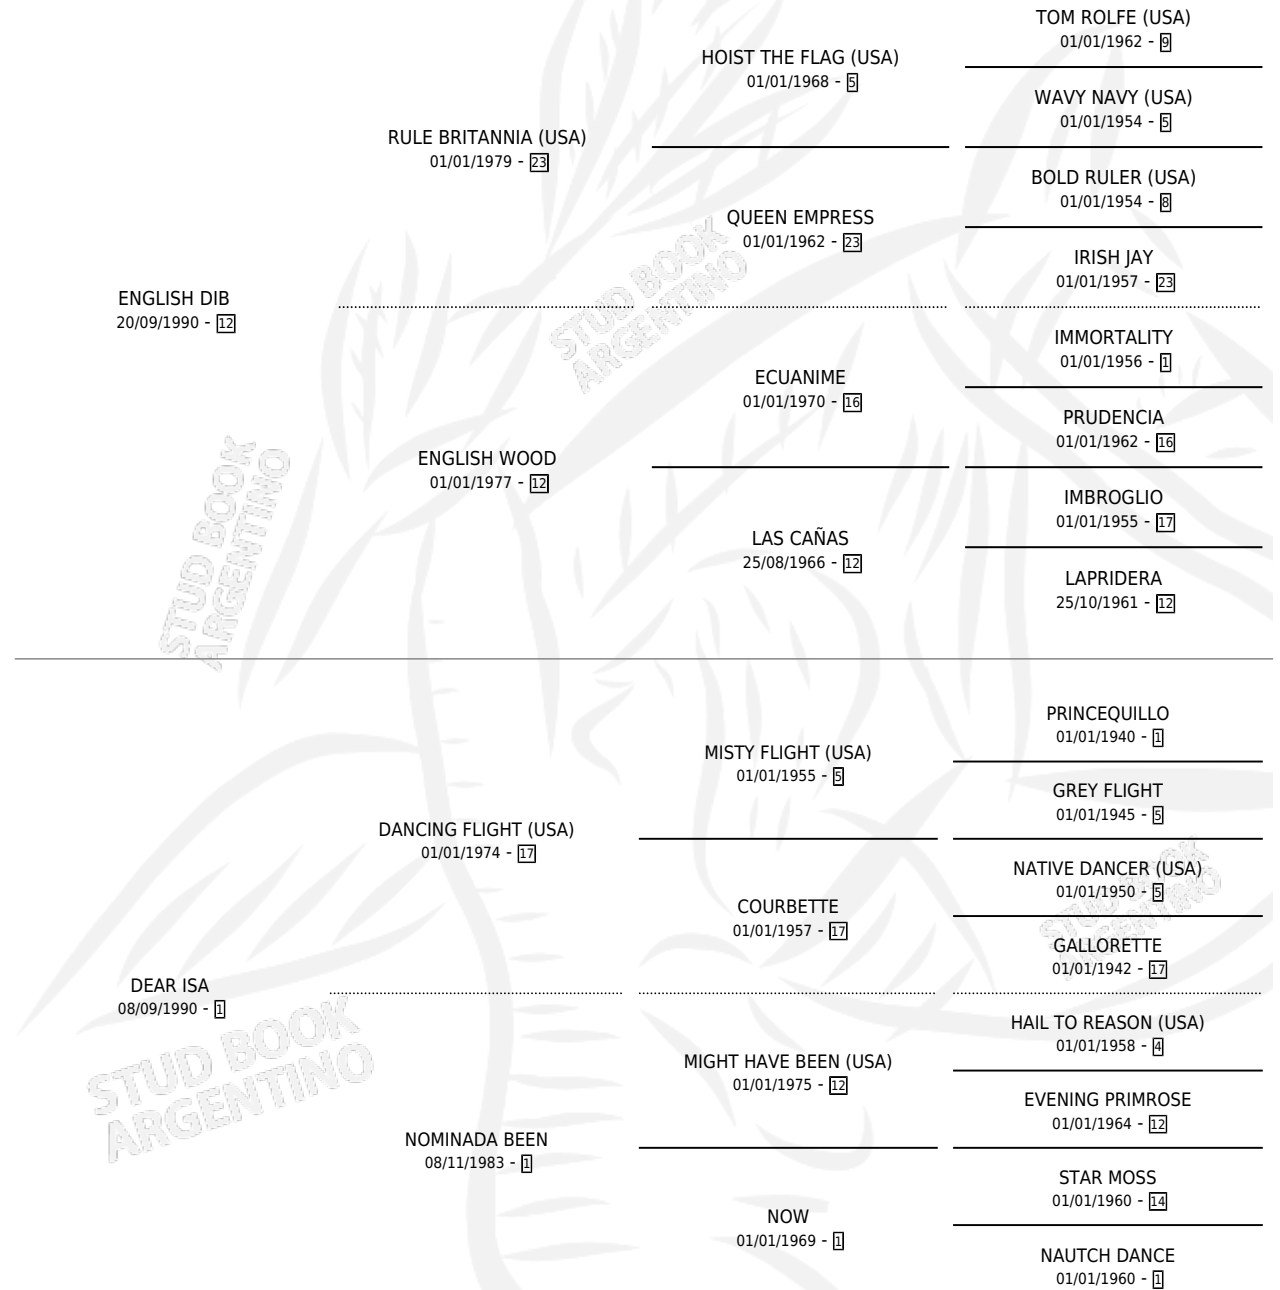 TOM ROLFE (USA)
01/01/1962 - 9
HOIST THE FLAG (USA)
01/01/1968 - 5
WAVY NAVY (USA)
01/01/1954 - 5
RULE BRITANNIA (USA)
01/01/1979 - 23
BOLD RULER (USA)
01/01/1954 - 8
QUEEN EMPRESS
01/01/1962 - 23
IRISH JAY
01/01/1957 - 23
ENGLISH DIB
20/09/1990 - 12
IMMORTALITY
01/01/1956 - 1
ECUANIME
01/01/1970 - 16
PRUDENCIA
01/01/1962 - 16
ENGLISH WOOD
01/01/1977 - 12
IMBROGLIO
01/01/1955 - 17
LAS CAÑAS
25/08/1966 - 12
LAPRIDERA
25/10/1961 - 12
PRINCEQUILLO
01/01/1940 - 1
MISTY FLIGHT (USA)
01/01/1955 - 5
GREY FLIGHT
01/01/1945 - 5
DANCING FLIGHT (USA)
01/01/1974 - 17
NATIVE DANCER (USA)
01/01/1950 - 5
COURBETTE
01/01/1957 - 17
GALLORETTE
01/01/1942 - 17
DEAR ISA
08/09/1990 - 1
HAIL TO REASON (USA)
01/01/1958 - 4
MIGHT HAVE BEEN (USA)
01/01/1975 - 12
EVENING PRIMROSE
01/01/1964 - 12
NOMINADA BEEN
08/11/1983 - 1
STAR MOSS
01/01/1960 - 14
NOW
01/01/1969 - 1
NAUTCH DANCE
01/01/1960 - 1
STUD BOOK
ARGENTINO
STUD BOOK
ARGENTINO
STUD BOOK
ARGENTINO
STUD BOOK
ARGENTINO